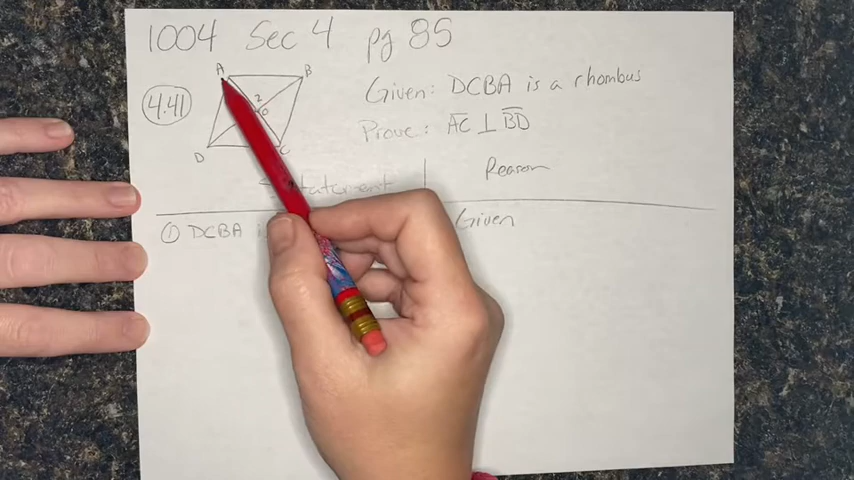 1004 Sec 4 pg 85
4.41
A B
2
O
D C
Given: DCBA is a rhombus
Prove: AC ⊥ BD
Statement Reason
① DCBA Given